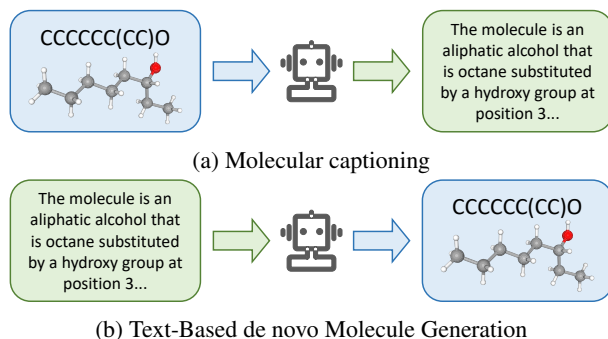 CCCCCC(CC)O
The molecule is an
aliphatic alcohol that
is octane substituted
by a hydroxy group at
position 3...
(a) Molecular captioning
The molecule is an
aliphatic alcohol that
is octane substituted
by a hydroxy group at
position 3...
CCCCCC(CC)O
(b) Text-Based de novo Molecule Generation